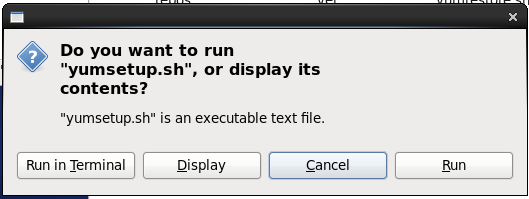 Do you want to run
"yumsetup.sh", or display its
contents?
"yumsetup.sh" is an executable text file.
Run in Terminal
Display
Cancel
Run